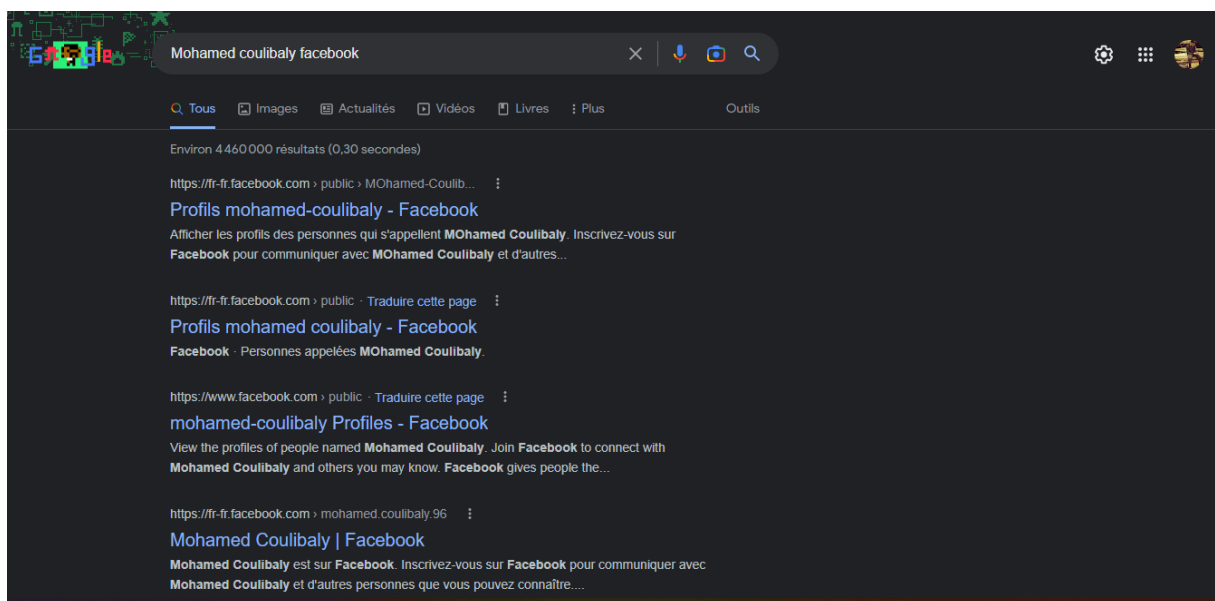 Google
Mohamed coulibaly facebook
Tous Images Actualités Vidéos Livres Plus Outils
Environ 4 460 000 résultats (0,30 secondes)
https://fr-fr.facebook.com › public › MOhamed-Coulib...
Profils mohamed-coulibaly - Facebook
Afficher les profils des personnes qui s'appellent MOhamed Coulibaly. Inscrivez-vous sur
Facebook pour communiquer avec MOhamed Coulibaly et d'autres...
https://fr-fr.facebook.com › public · Traduire cette page
Profils mohamed coulibaly - Facebook
Facebook · Personnes appelées MOhamed Coulibaly.
https://www.facebook.com › public · Traduire cette page
mohamed-coulibaly Profiles - Facebook
View the profiles of people named Mohamed Coulibaly. Join Facebook to connect with
Mohamed Coulibaly and others you may know. Facebook gives people the...
https://fr-fr.facebook.com › mohamed.coulibaly.96
Mohamed Coulibaly | Facebook
Mohamed Coulibaly est sur Facebook. Inscrivez-vous sur Facebook pour communiquer avec
Mohamed Coulibaly et d'autres personnes que vous pouvez connaître....